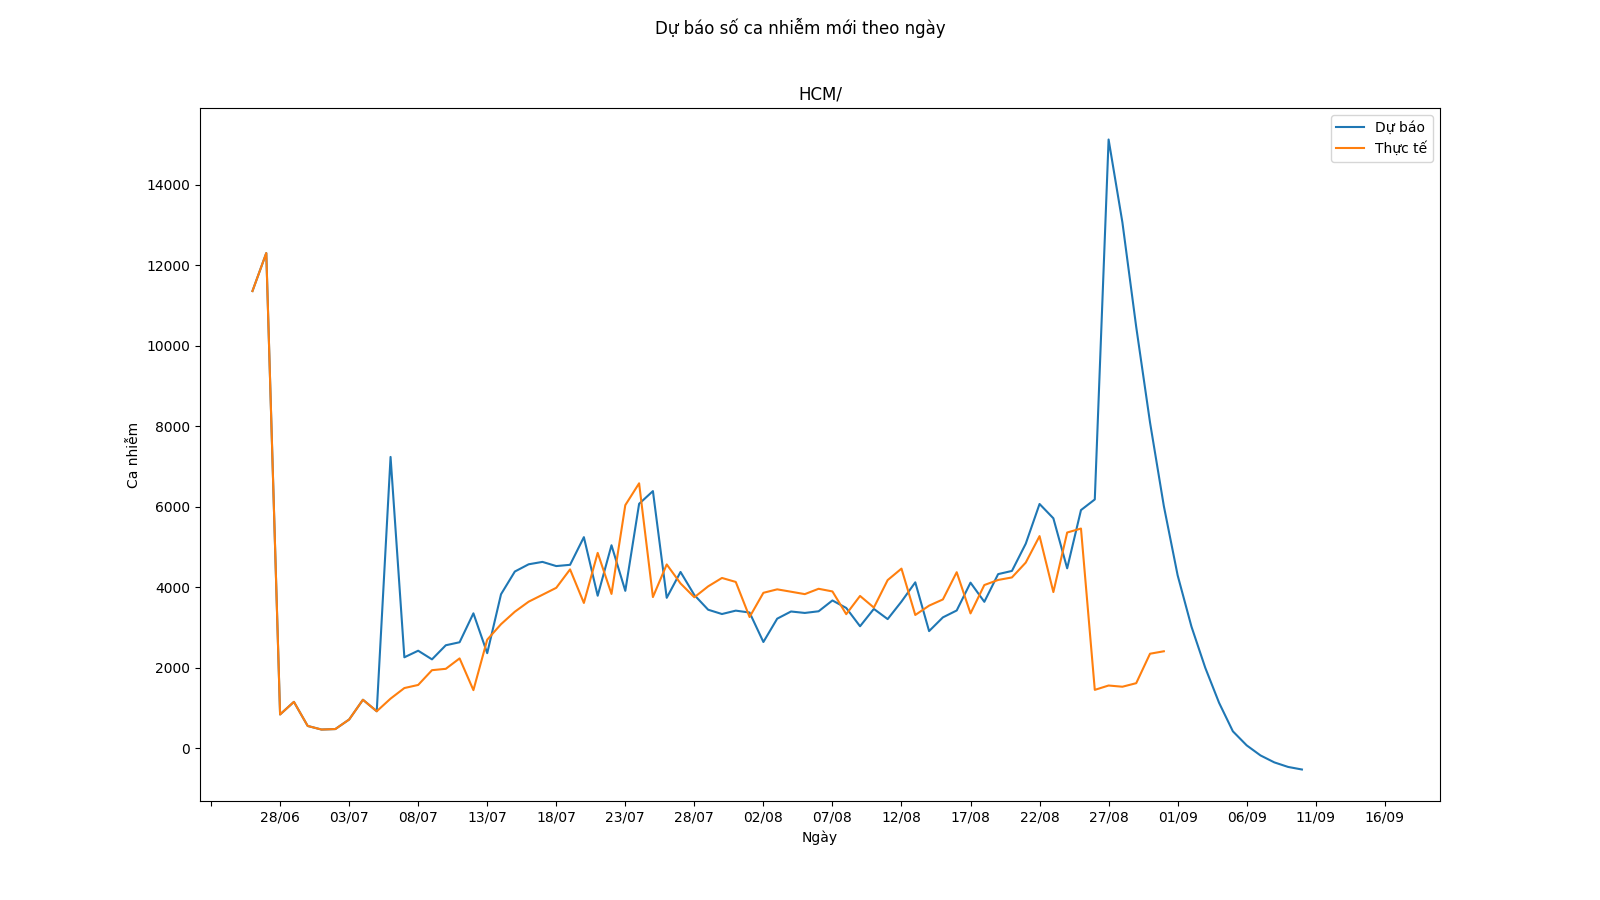 Dự báo số ca nhiễm mới theo ngày
HCM/
Dự báo
Thực tế
14000
12000
10000
8000
6000
4000
2000
0
Ca nhiễm
28/06 03/07 08/07 13/07 18/07 23/07 28/07 02/08 07/08 12/08 17/08 22/08 27/08 01/09 06/09 11/09 16/09
Ngày